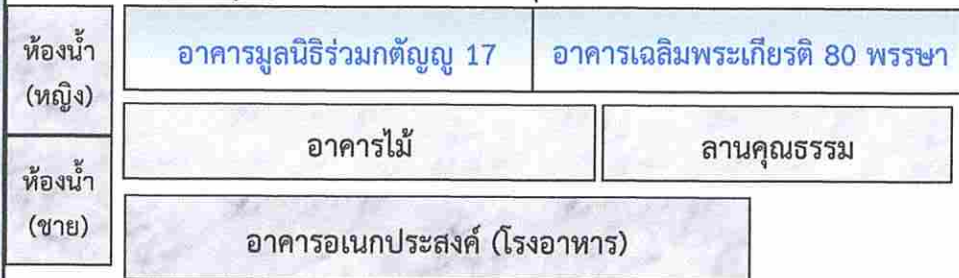 ห้องน้ำ
(หญิง)
อาคารมูลนิธิร่วมกตัญญู 17
อาคารเฉลิมพระเกียรติ 80 พรรษา
อาคารไม้
ลานคุณธรรม
ห้องน้ำ
(ชาย)
อาคารอเนกประสงค์ (โรงอาหาร)